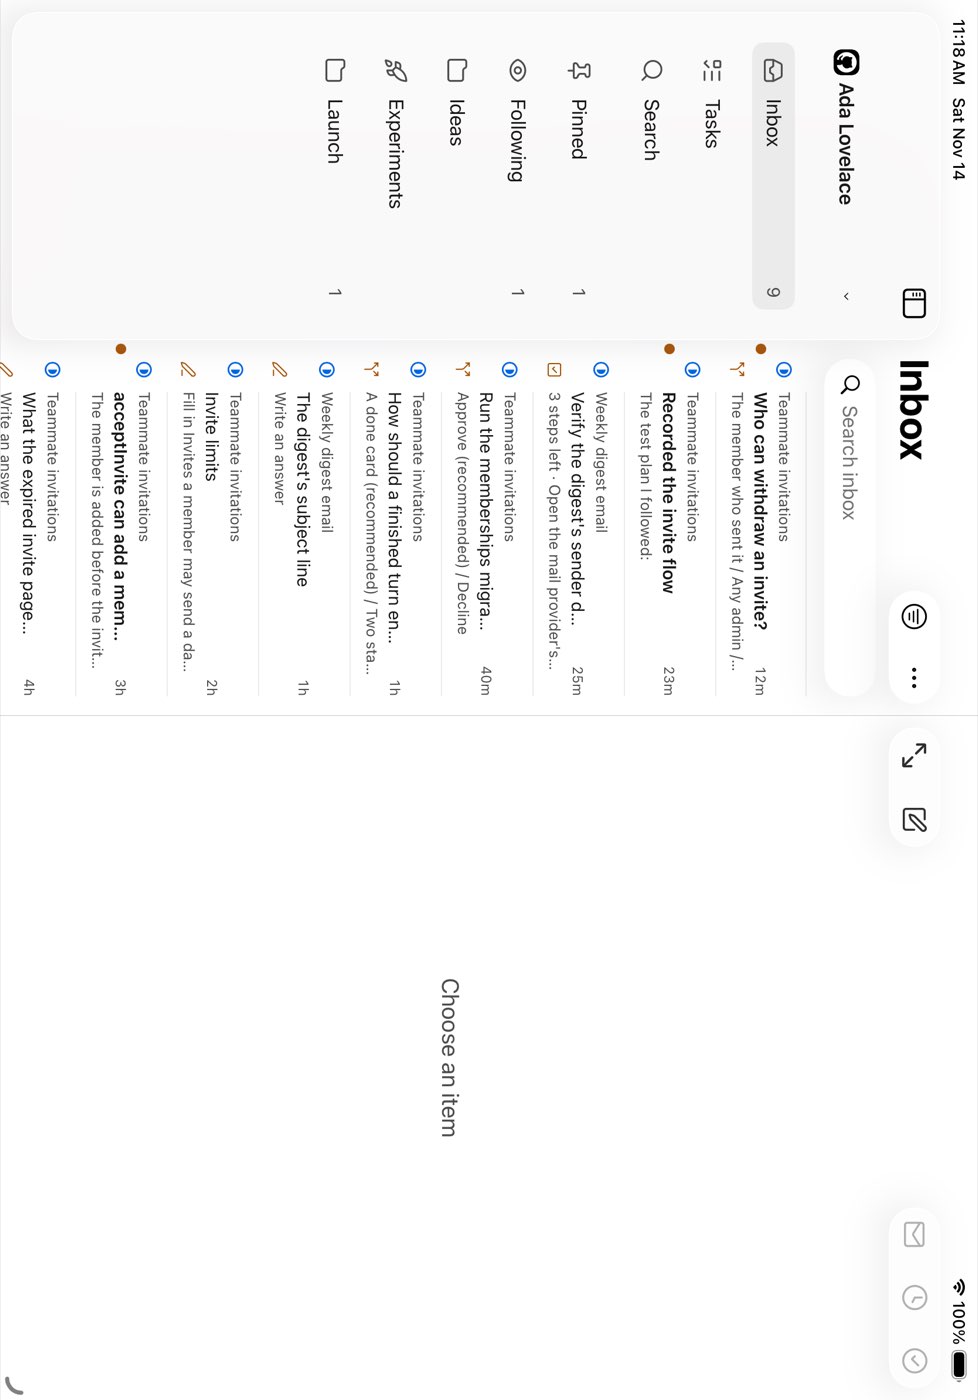 11:18 AM Sat Nov 14
100%
Ada Lovelace
Inbox 9
Tasks
Search
Pinned 1
Following 1
Ideas
Experiments
Launch 1
Inbox
Search inbox
Teammate invitations
Who can withdraw an invite? 12m
The member who sent it / Any admin /...
Teammate invitations
Recorded the invite flow 23m
The test plan I followed:
Weekly digest email
Verify the digest's sender d... 25m
3 steps left · Open the mail provider's...
Teammate invitations
Run the memberships migra... 40m
Approve (recommended) / Decline
Teammate invitations
How should a finished turn en... 1h
A done card (recommended) / Two sta...
Weekly digest email
The digest's subject line 1h
Write an answer
Teammate invitations
Invite limits 2h
Fill in Invites a member may send a da...
Teammate invitations
acceptInvite can add a mem... 3h
The member is added before the invit...
Teammate invitations
What the expired invite page... 4h
Write an answer
Choose an item